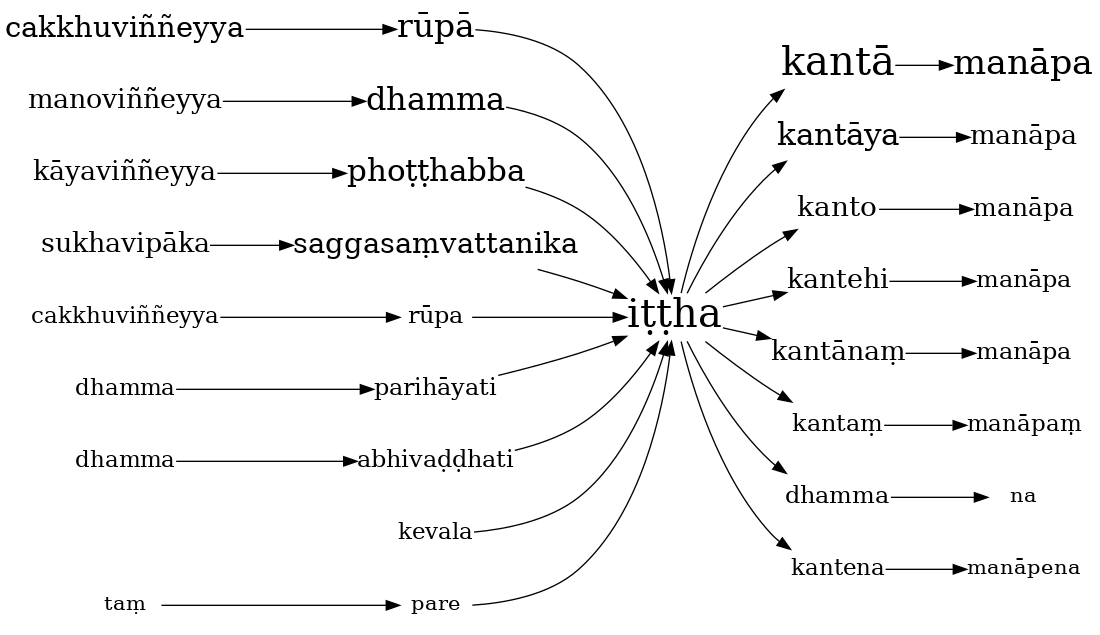 cakkhuviññeyya rūpā
manoviññeyya dhamma
kāyaviññeyya phoṭṭhabba
sukhavipāka saggasaṃvattanika
cakkhuviññeyya rūpa
dhamma parihāyati
dhamma abhivaḍḍhati
kevala
taṃ pare
iṭṭha
kantā manāpa
kantāya manāpa
kanto manāpa
kantehi manāpa
kantānaṃ manāpa
kantaṃ manāpaṃ
dhamma na
kantena manāpena